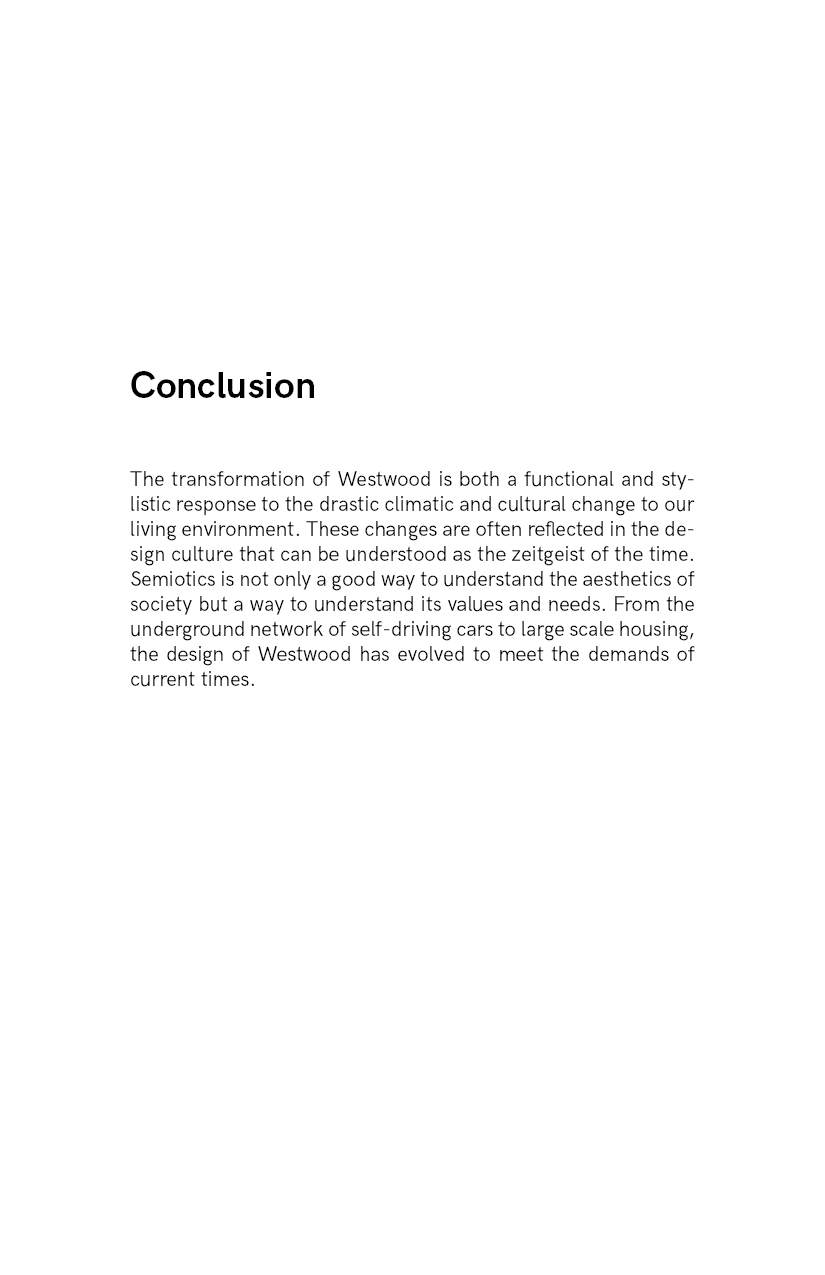 Conclusion
The transformation of Westwood is both a functional and sty-
listic response to the drastic climatic and cultural change to our
living environment. These changes are often reflected in the de-
sign culture that can be understood as the zeitgeist of the time.
Semiotics is not only a good way to understand the aesthetics of
society but a way to understand its values and needs. From the
underground network of self-driving cars to large scale housing,
the design of Westwood has evolved to meet the demands of
current times.